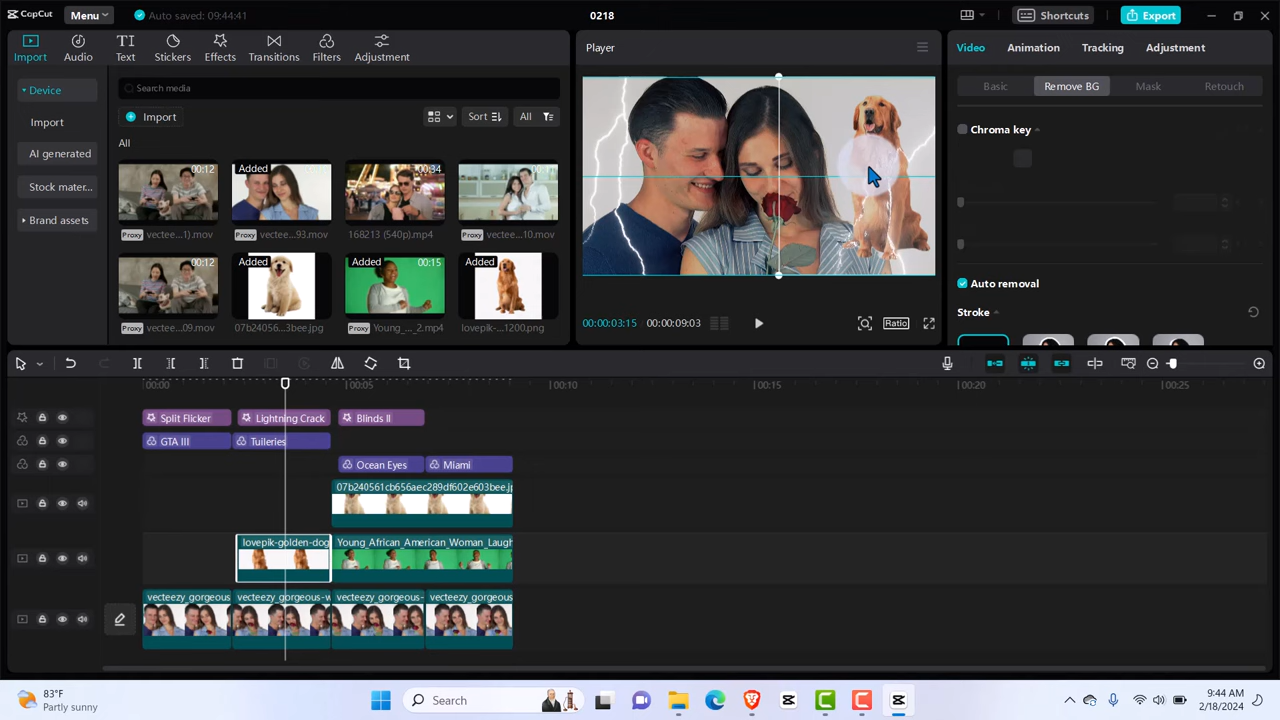 CapCut
Menu
Auto saved: 09:44:41
0218
Shortcuts
Export
Import
Audio
Text
Stickers
Effects
Transitions
Filters
Adjustment
Player
Video
Animation
Tracking
Adjustment
Device
Search media
Basic
Remove BG
Mask
Retouch
Import
Import
Sort
All
AI generated
All
Chroma key
Stock mater...
Brand assets
00:12
Added
00:34
Added
Proxy
vectee...1).mov
Proxy
vectee...93.mov
168213 (540p).mp4
Proxy
vectee...10.mov
00:12
Added
Added
00:15
Added
Proxy
vectee...09.mov
07b24056...3bee.jpg
Proxy
Young_..._2.mp4
lovepik-...1200.png
Auto removal
Stroke
00:00:03:15
00:00:09:03
Ratio
00:00
00:05
00:10
00:15
00:20
00:25
Split Flicker
Lightning Crack
Blinds II
GTA III
Tuileries
Ocean Eyes
Miami
07b240561cb656aec289df602e603bee.j
lovepik-golden-dog
Young_African_American_Woman_Laugh
vecteezy_gorgeous
vecteezy_gorgeous-w
vecteezy_gorgeous-
vecteezy_gorgeous
83°F
Partly sunny
Search
9:44 AM
2/18/2024